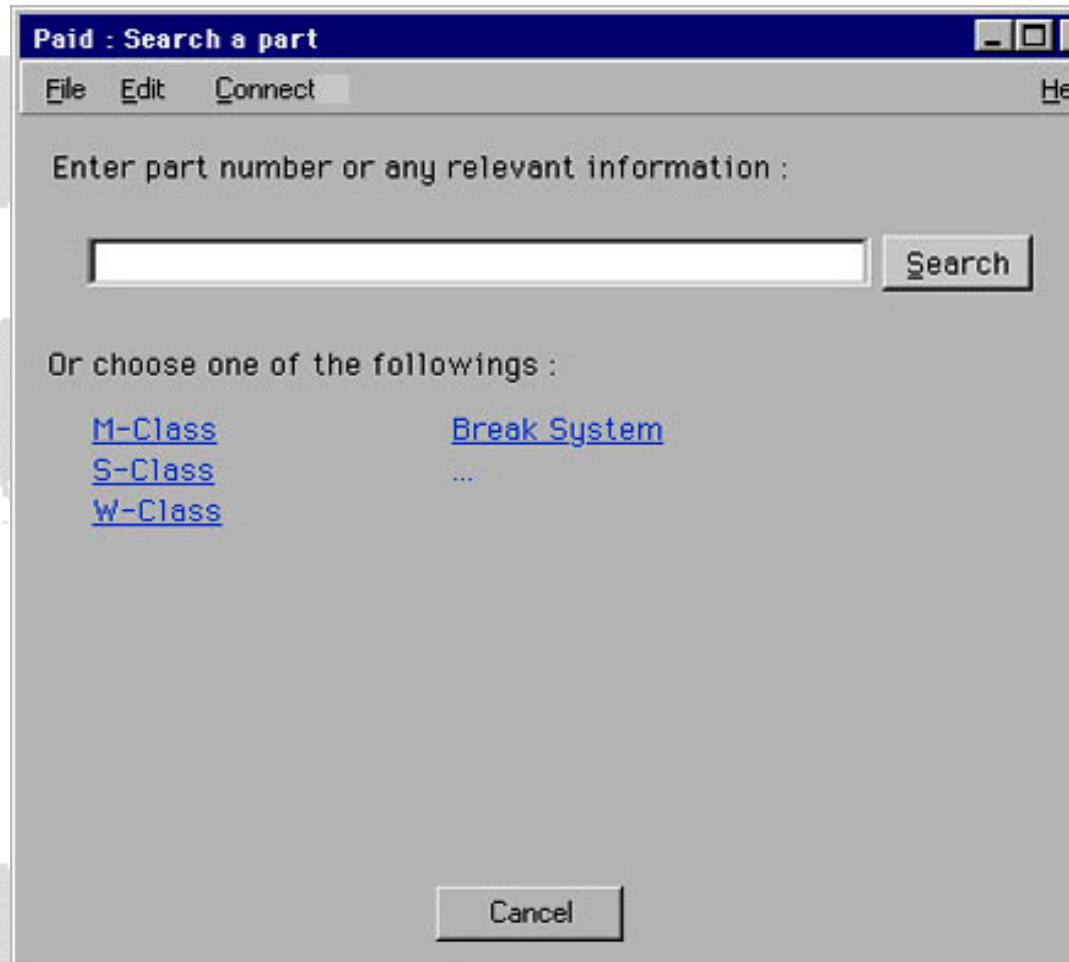 Paid : Search a part
File Edit Connect He
Enter part number or any relevant information :
Search
Or choose one of the followings :
M-Class Break System
S-Class ...
W-Class
Cancel